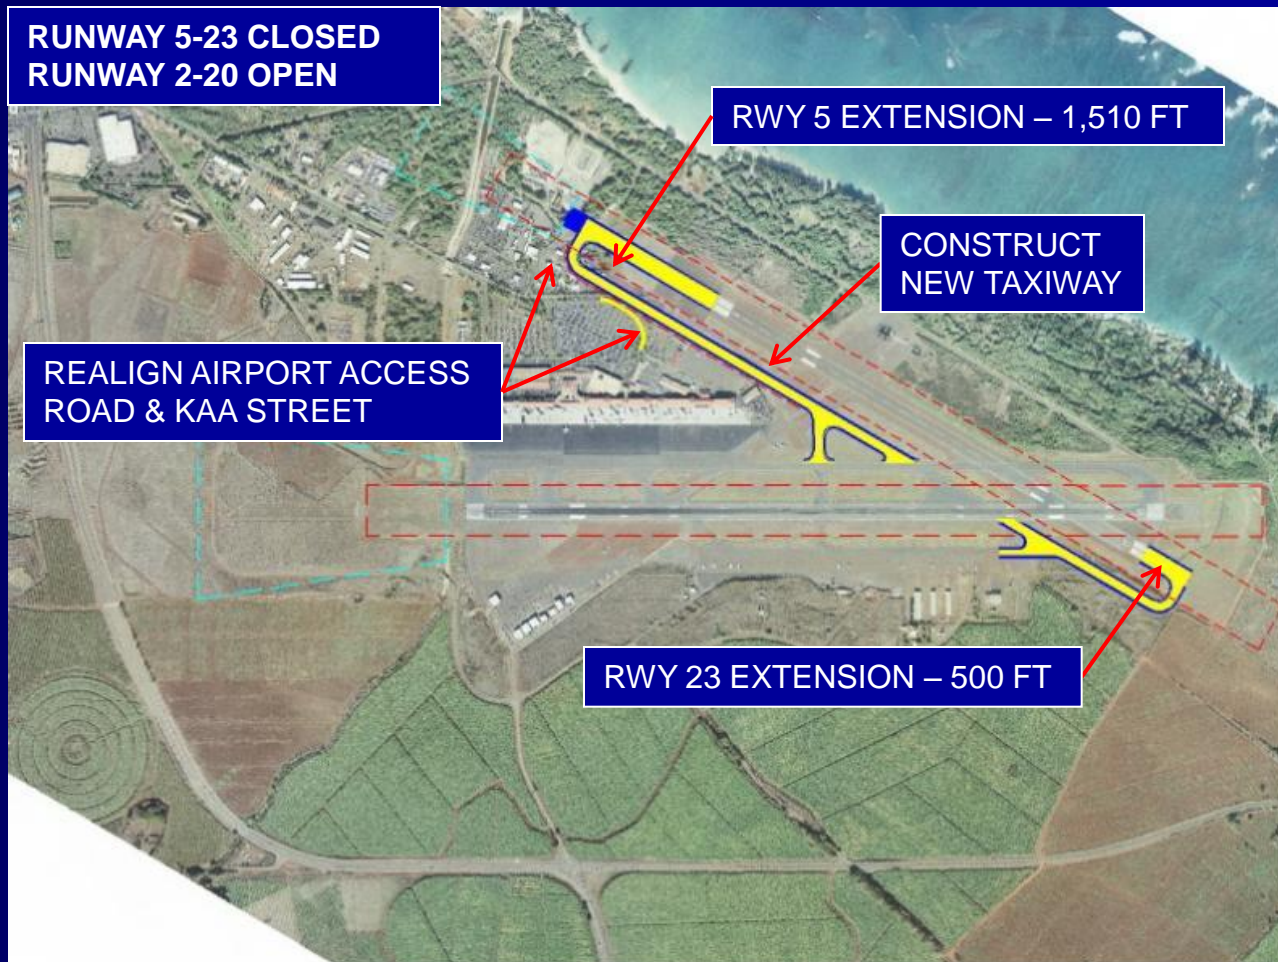 RUNWAY 5-23 CLOSED
RUNWAY 2-20 OPEN
RWY 5 EXTENSION – 1,510 FT
CONSTRUCT
NEW TAXIWAY
REALIGN AIRPORT ACCESS
ROAD & KAA STREET
RWY 23 EXTENSION – 500 FT